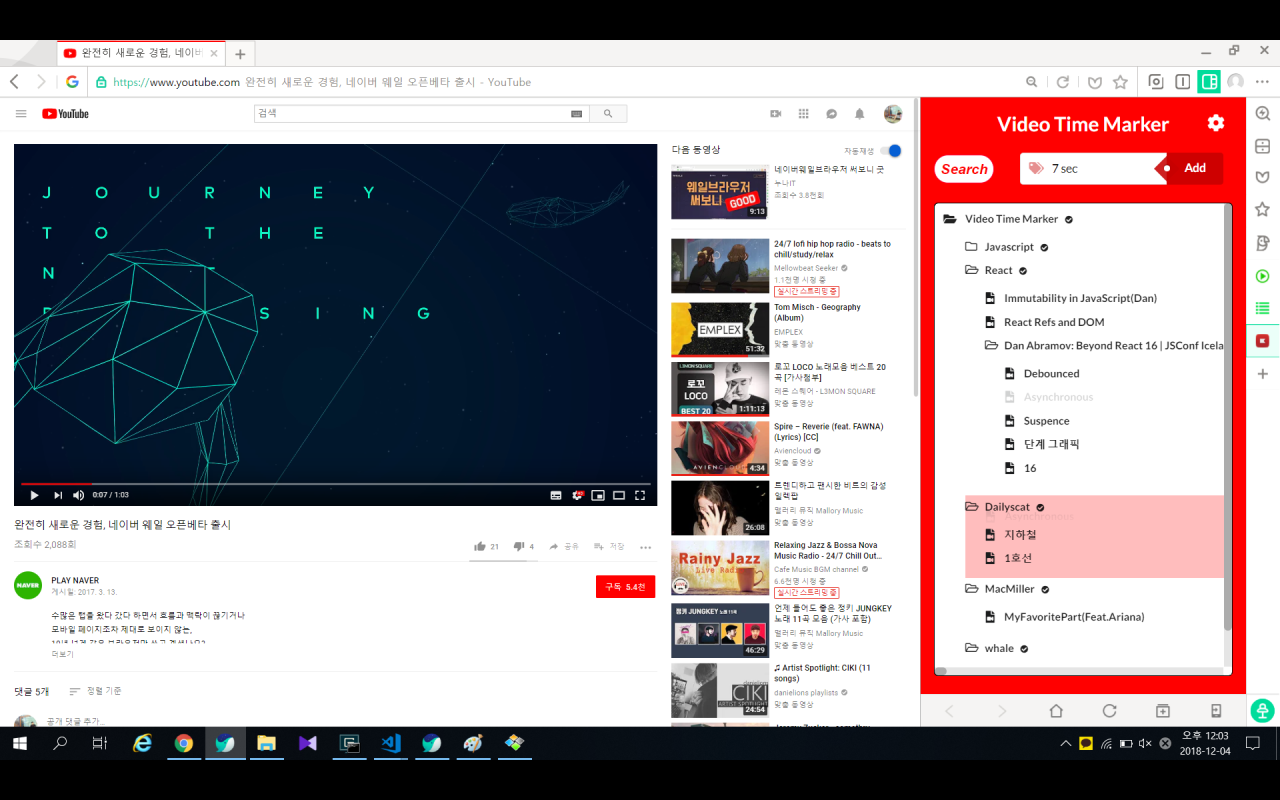 완전히 새로운 경험, 네이버
https://www.youtube.com 완전히 새로운 경험, 네이버 웨일 오픈베타 출시 - YouTube
YouTube
검색
JOURNEY
TO THE
N
SING
0:07 / 1:03
완전히 새로운 경험, 네이버 웨일 오픈베타 출시
조회수 2,088회
21
4
공유
저장
NAVER
PLAY NAVER
게시일: 2017. 3. 13.
구독 5.4천
수많은 탭을 왔다 갔다 하면서 흐름과 맥락이 끊기거나
모바일 페이지조차 제대로 보이지 않는,
더보기
댓글 5개
정렬 기준
공개 댓글 추가...
다음 동영상
자동재생
웨일브라우저
써보니
GOOD
9:13
네이버웨일브라우저 써보니 굿
누나IT
조회수 3.8천회
24/7 lofi hip hop radio - beats to
chill/study/relax
Mellowbeat Seeker
1.1천명 시청 중
실시간 스트리밍 중
EMPLEX
51:32
Tom Misch - Geography
(Album)
EMPLEX
맞춤 동영상
L3MON SQUARE
로꼬
LOCO
BEST 20
1:11:13
로꼬 LOCO 노래모음 베스트 20
곡 [가사첨부]
레몬 스퀘어 - L3MON SQUARE
맞춤 동영상
AVIENCLOUD
4:34
Spire – Reverie (feat. FAWNA)
(Lyrics) [CC]
Aviencloud
맞춤 동영상
26:08
트렌디하고 팬시한 비트의 감성
일렉팝
멜러리 뮤직 Mallory Music
맞춤 동영상
Rainy Jazz
Live Radio
Relaxing Jazz & Bossa Nova
Music Radio - 24/7 Chill Out...
Cafe Music BGM channel
6.6천명 시청 중
실시간 스트리밍 중
정키 JUNGKEY
노래 11곡
46:29
언제 들어도 좋은 정키 JUNGKEY
노래 11곡 모음 (가사 포함)
멜러리 뮤직 Mallory Music
맞춤 동영상
danielions
CIKI
ARTIST SPOTLIGHT
24:54
♫ Artist Spotlight: CIKI (11
songs)
danielions playlists
맞춤 동영상
Video Time Marker
Search
7 sec
Add
Video Time Marker
Javascript
React
Immutability in JavaScript(Dan)
React Refs and DOM
Dan Abramov: Beyond React 16 | JSConf Icela
Debounced
Asynchronous
Suspence
단계 그래픽
16
Dailyscat
Asynchronous
지하철
1호선
MacMiller
MyFavoritePart(Feat.Ariana)
whale
오후 12:03
2018-12-04